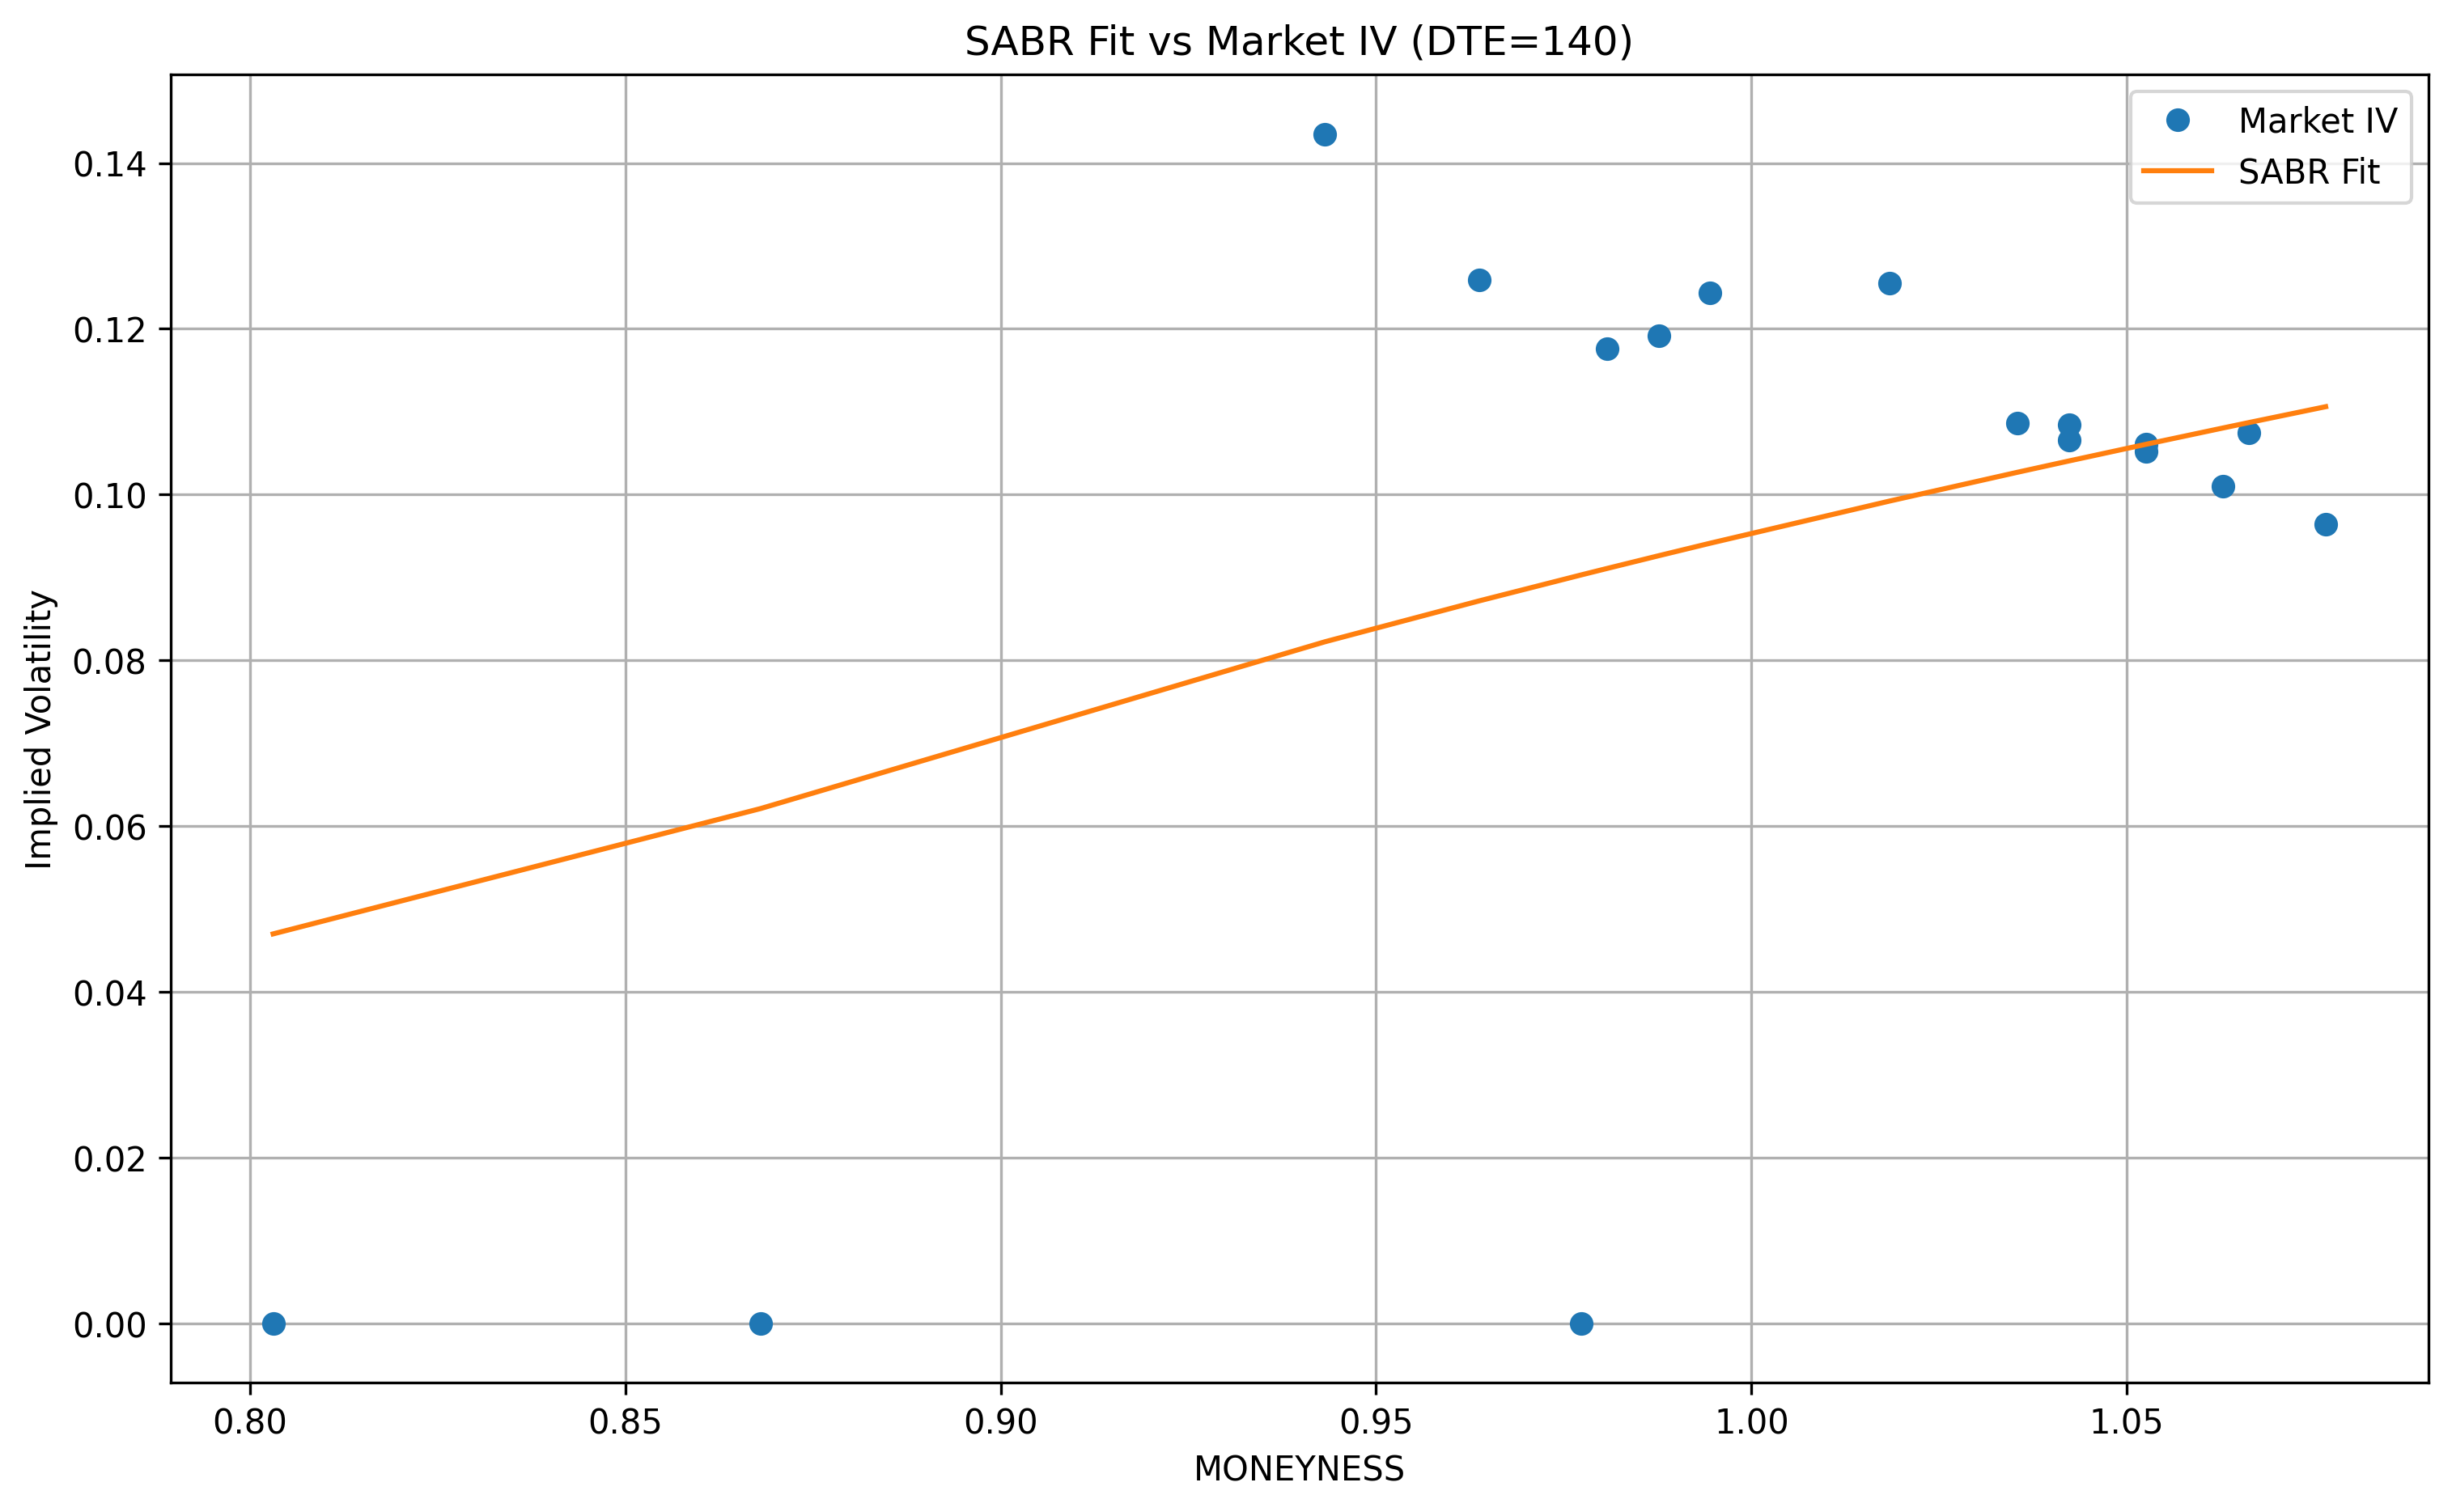 SABR Fit vs Market IV (DTE=140)
Market IV
SABR Fit
Implied Volatility
0.14
0.12
0.10
0.08
0.06
0.04
0.02
0.00
0.80 0.85 0.90 0.95 1.00 1.05
MONEYNESS